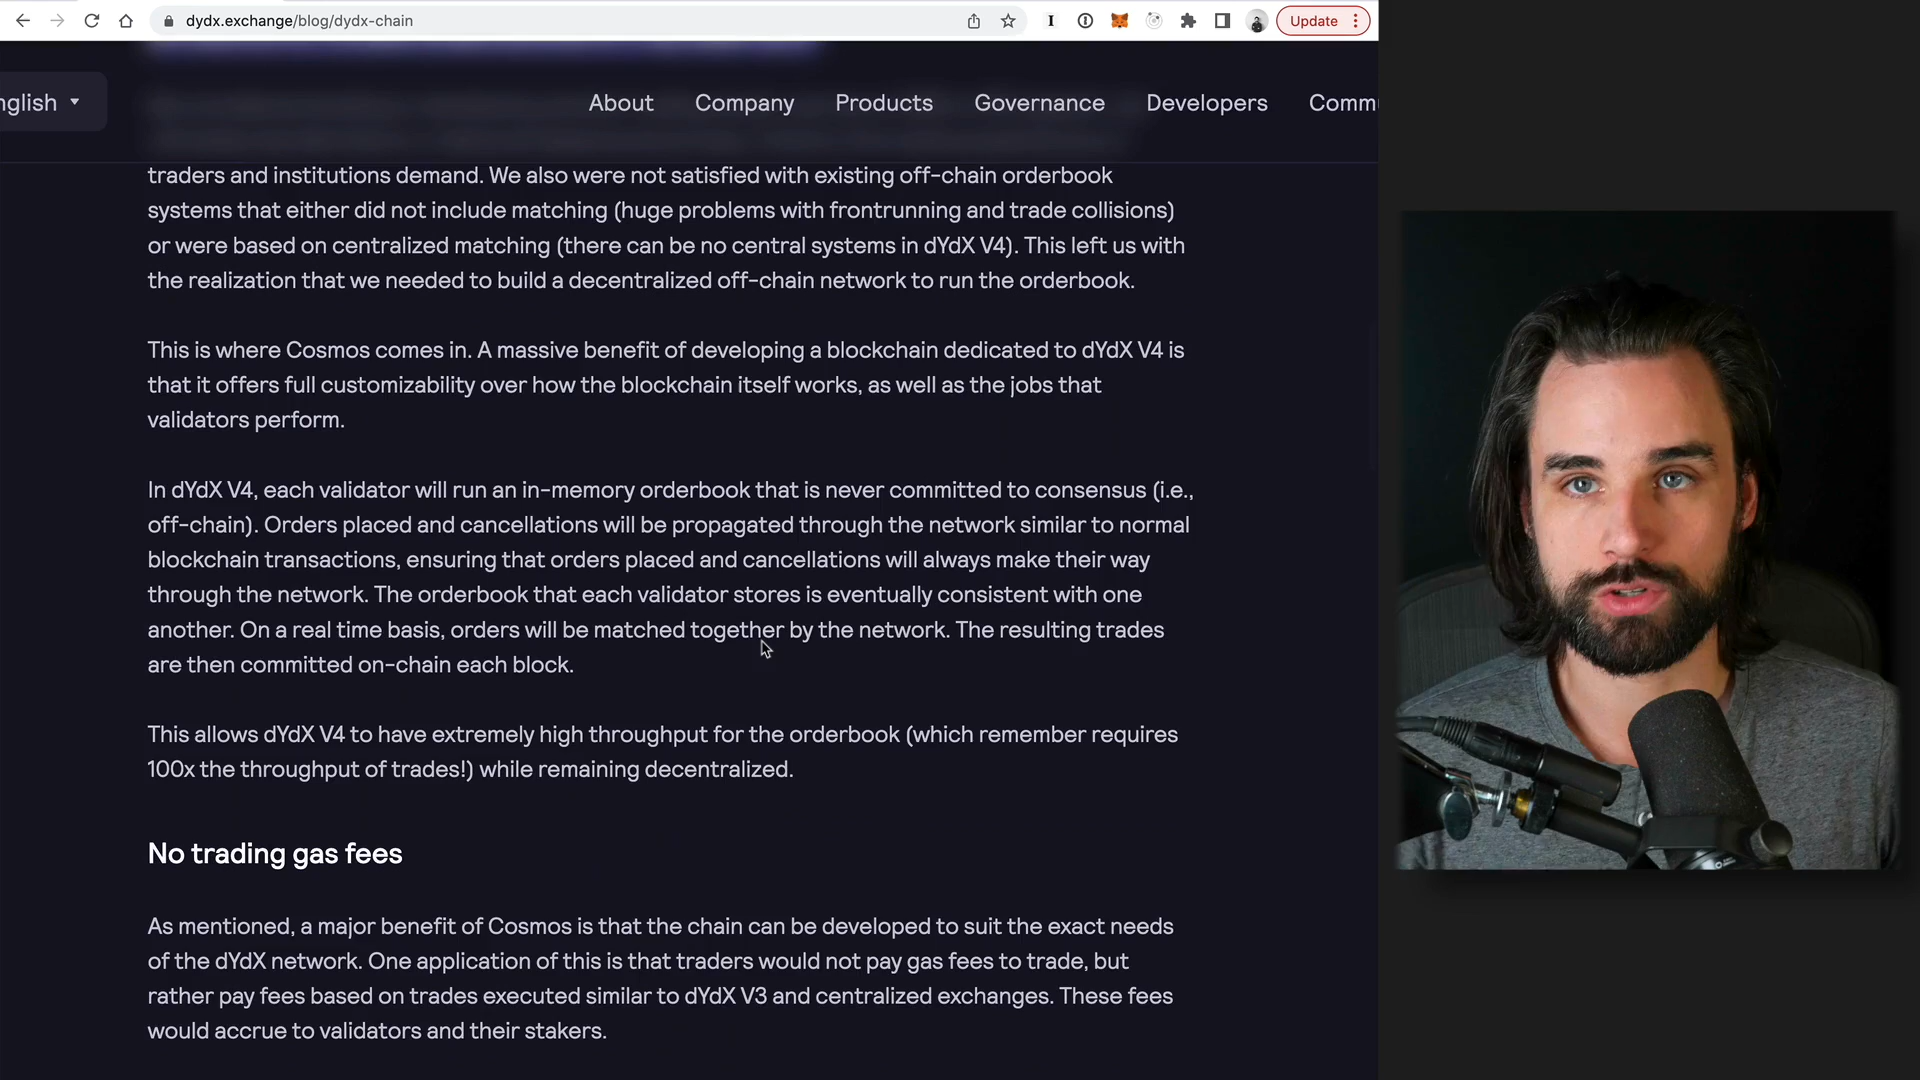 dydx.exchange/blog/dydx-chain
Update
nglish
About Company Products Governance Developers Comm
traders and institutions demand. We also were not satisfied with existing off-chain orderbook
systems that either did not include matching (huge problems with frontrunning and trade collisions)
or were based on centralized matching (there can be no central systems in dYdX V4). This left us with
the realization that we needed to build a decentralized off-chain network to run the orderbook.
This is where Cosmos comes in. A massive benefit of developing a blockchain dedicated to dYdX V4 is
that it offers full customizability over how the blockchain itself works, as well as the jobs that
validators perform.
In dYdX V4, each validator will run an in-memory orderbook that is never committed to consensus (i.e.,
off-chain). Orders placed and cancellations will be propagated through the network similar to normal
blockchain transactions, ensuring that orders placed and cancellations will always make their way
through the network. The orderbook that each validator stores is eventually consistent with one
another. On a real time basis, orders will be matched together by the network. The resulting trades
are then committed on-chain each block.
This allows dYdX V4 to have extremely high throughput for the orderbook (which remember requires
100x the throughput of trades!) while remaining decentralized.
No trading gas fees
As mentioned, a major benefit of Cosmos is that the chain can be developed to suit the exact needs
of the dYdX network. One application of this is that traders would not pay gas fees to trade, but
rather pay fees based on trades executed similar to dYdX V3 and centralized exchanges. These fees
would accrue to validators and their stakers.